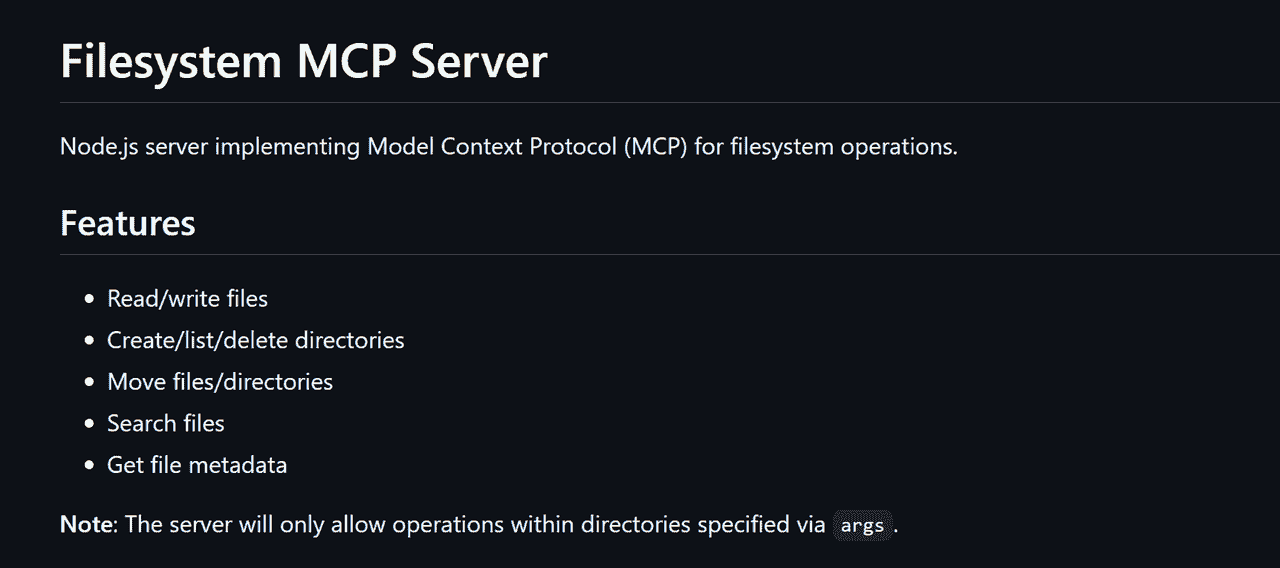 Filesystem MCP Server
Node.js server implementing Model Context Protocol (MCP) for filesystem operations.
Features
• Read/write files
• Create/list/delete directories
• Move files/directories
• Search files
• Get file metadata
Note: The server will only allow operations within directories specified via args.